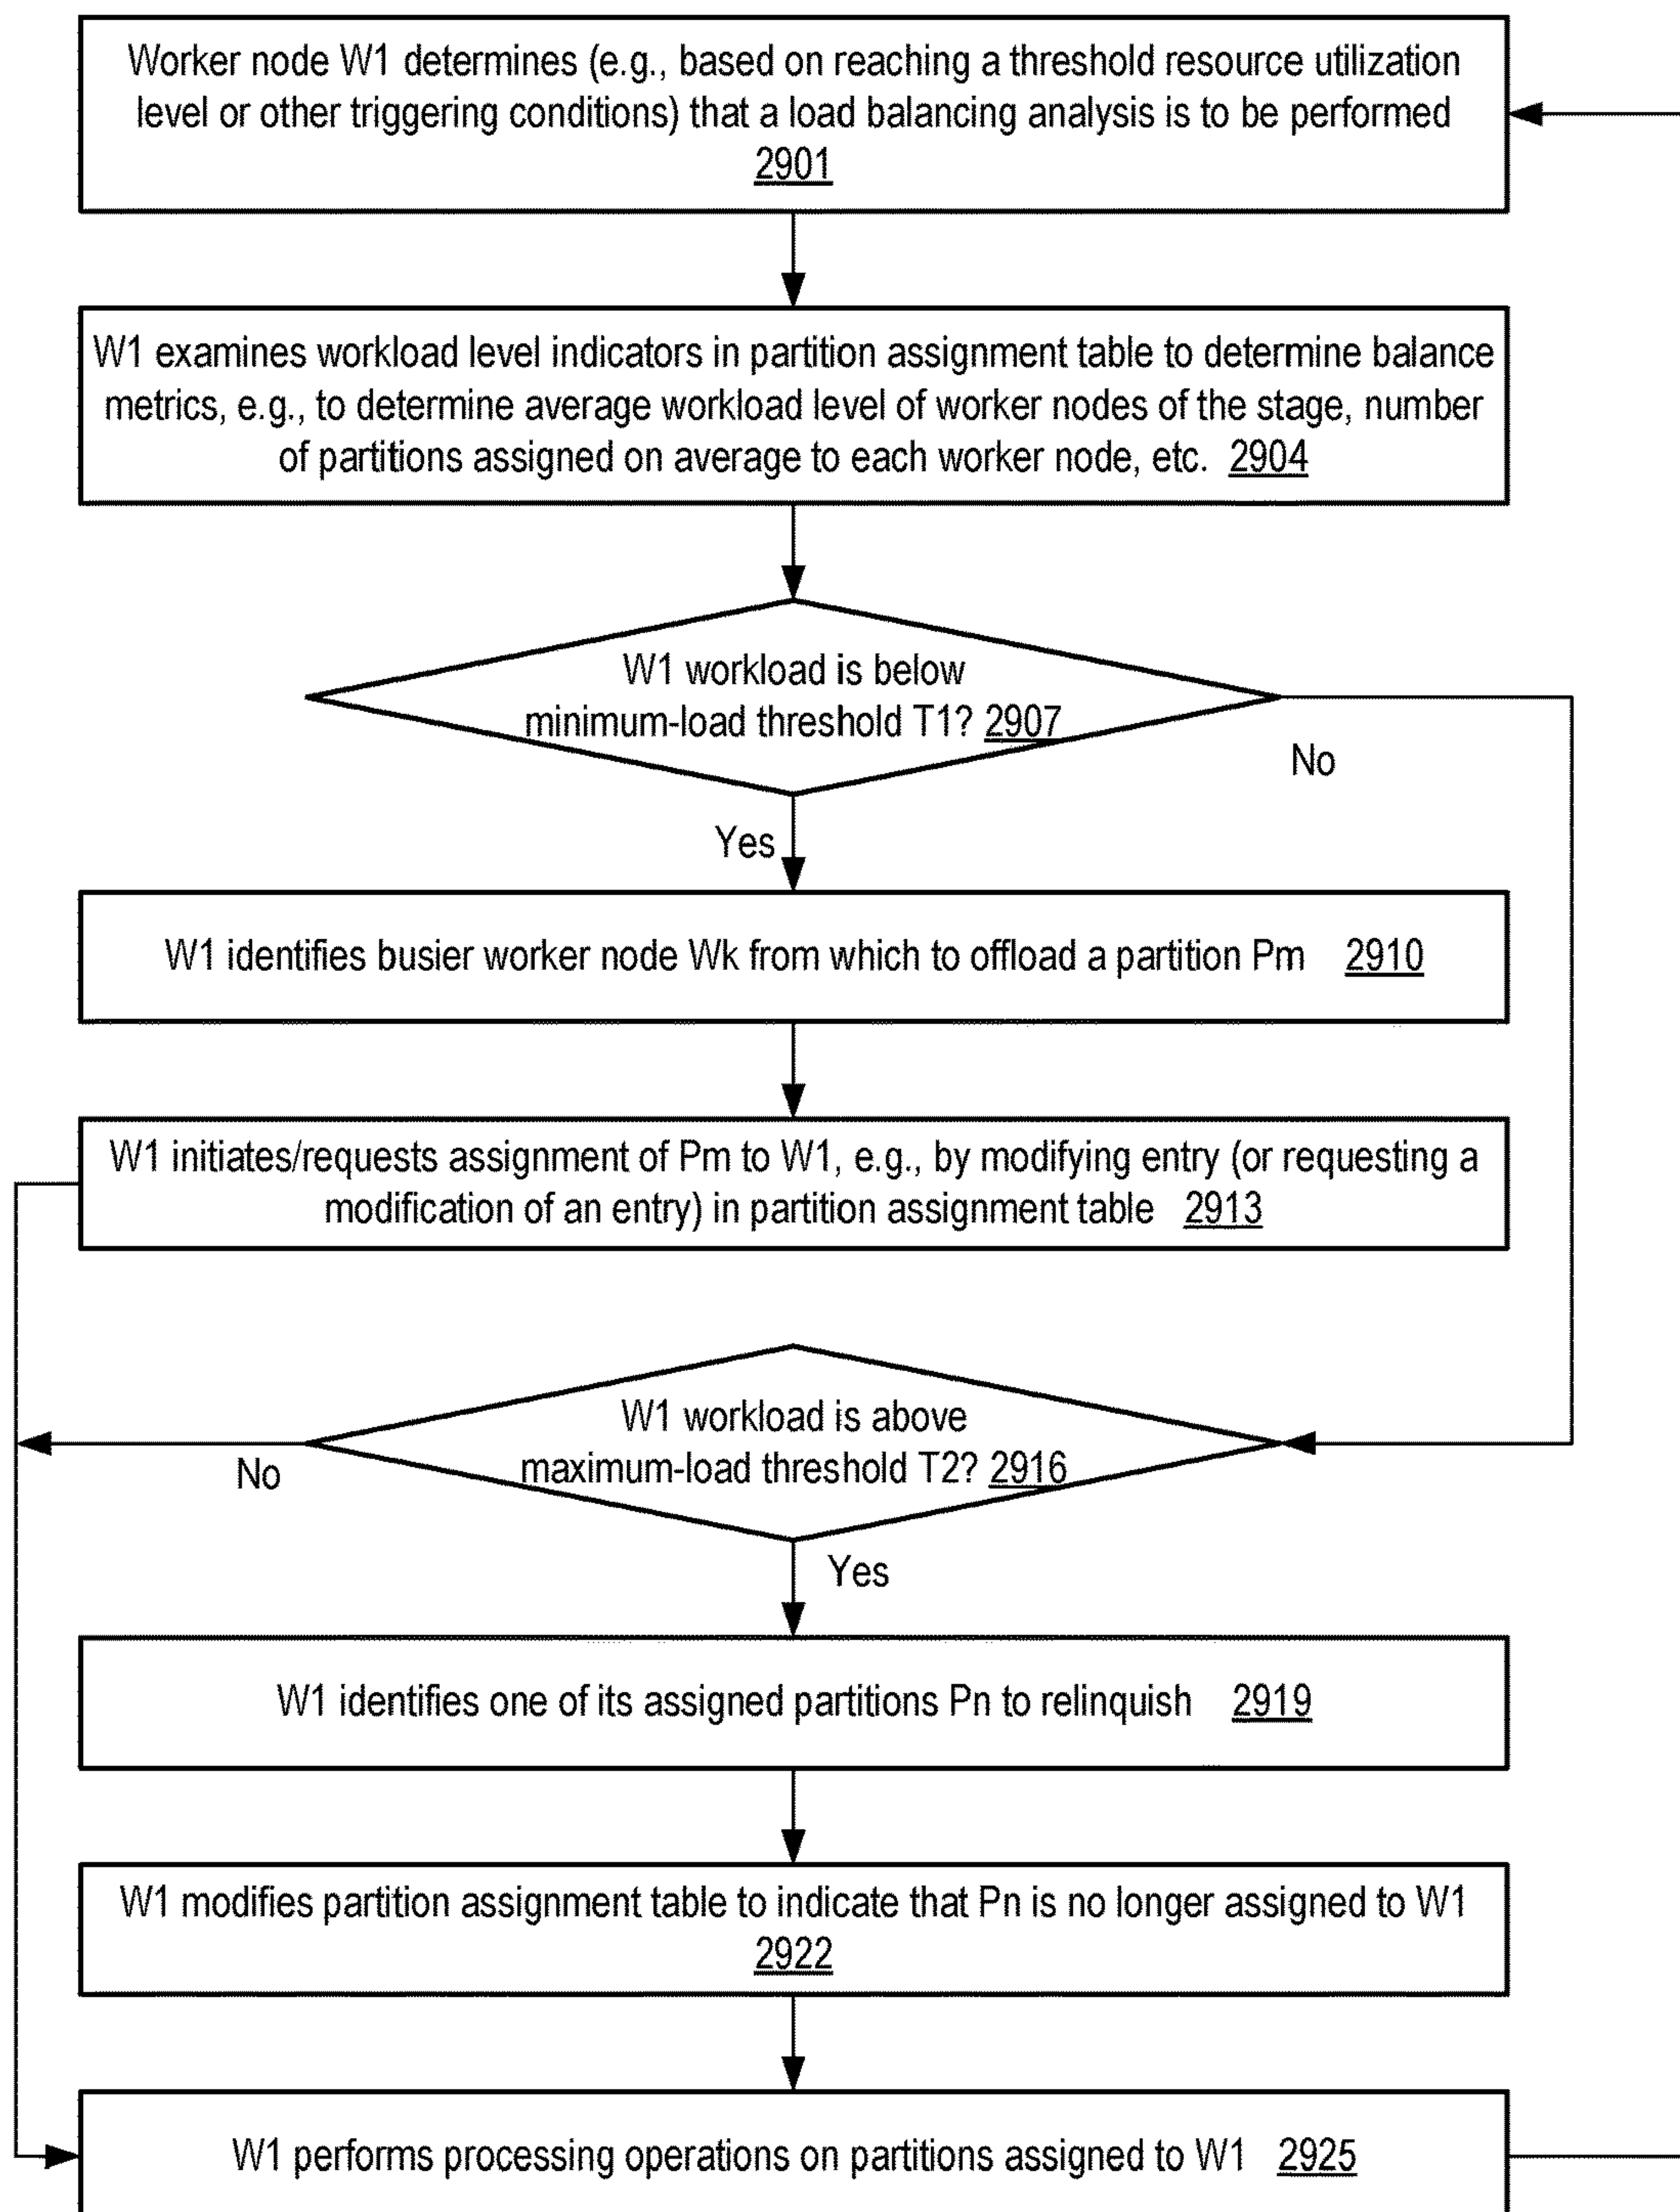 Worker node W1 determines (e.g., based on reaching a threshold resource utilization
level or other triggering conditions) that a load balancing analysis is to be performed
2901
W1 examines workload level indicators in partition assignment table to determine balance
metrics, e.g., to determine average workload level of worker nodes of the stage, number
of partitions assigned on average to each worker node, etc. 2904
W1 workload is below
minimum-load threshold T1? 2907
No
Yes
W1 identifies busier worker node Wk from which to offload a partition Pm 2910
W1 initiates/requests assignment of Pm to W1, e.g., by modifying entry (or requesting a
modification of an entry) in partition assignment table 2913
W1 workload is above
maximum-load threshold T2? 2916
No
Yes
W1 identifies one of its assigned partitions Pn to relinquish 2919
W1 modifies partition assignment table to indicate that Pn is no longer assigned to W1
2922
W1 performs processing operations on partitions assigned to W1 2925